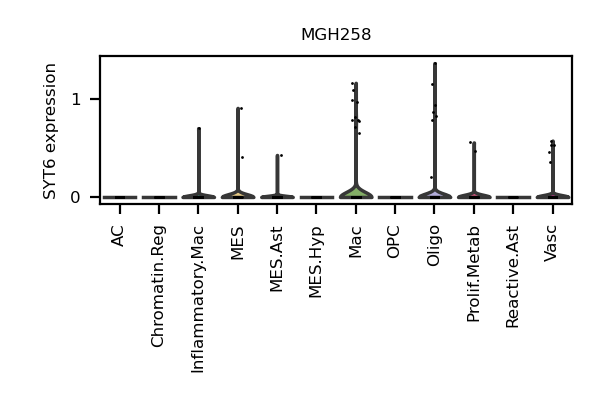 MGH258
SYT6 expression
1
0
AC
Chromatin.Reg
Inflammatory.Mac
MES
MES.Ast
MES.Hyp
Mac
OPC
Oligo
Prolif.Metab
Reactive.Ast
Vasc